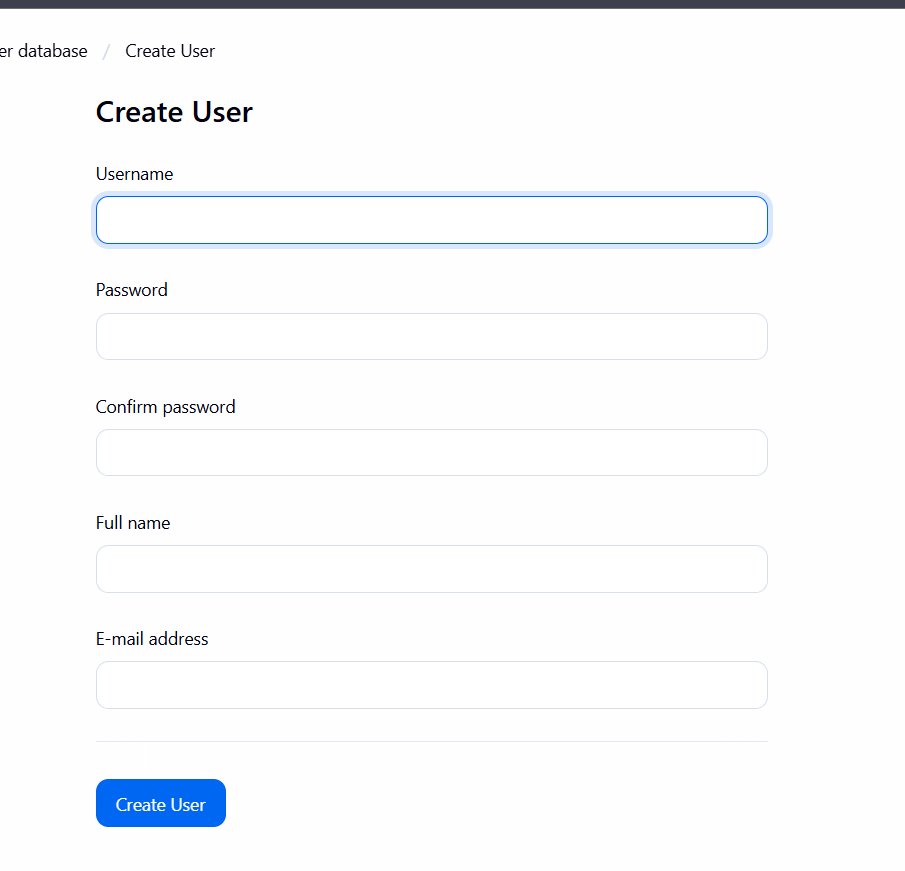 er database / Create User
Create User
Username
Password
Confirm password
Full name
E-mail address
Create User